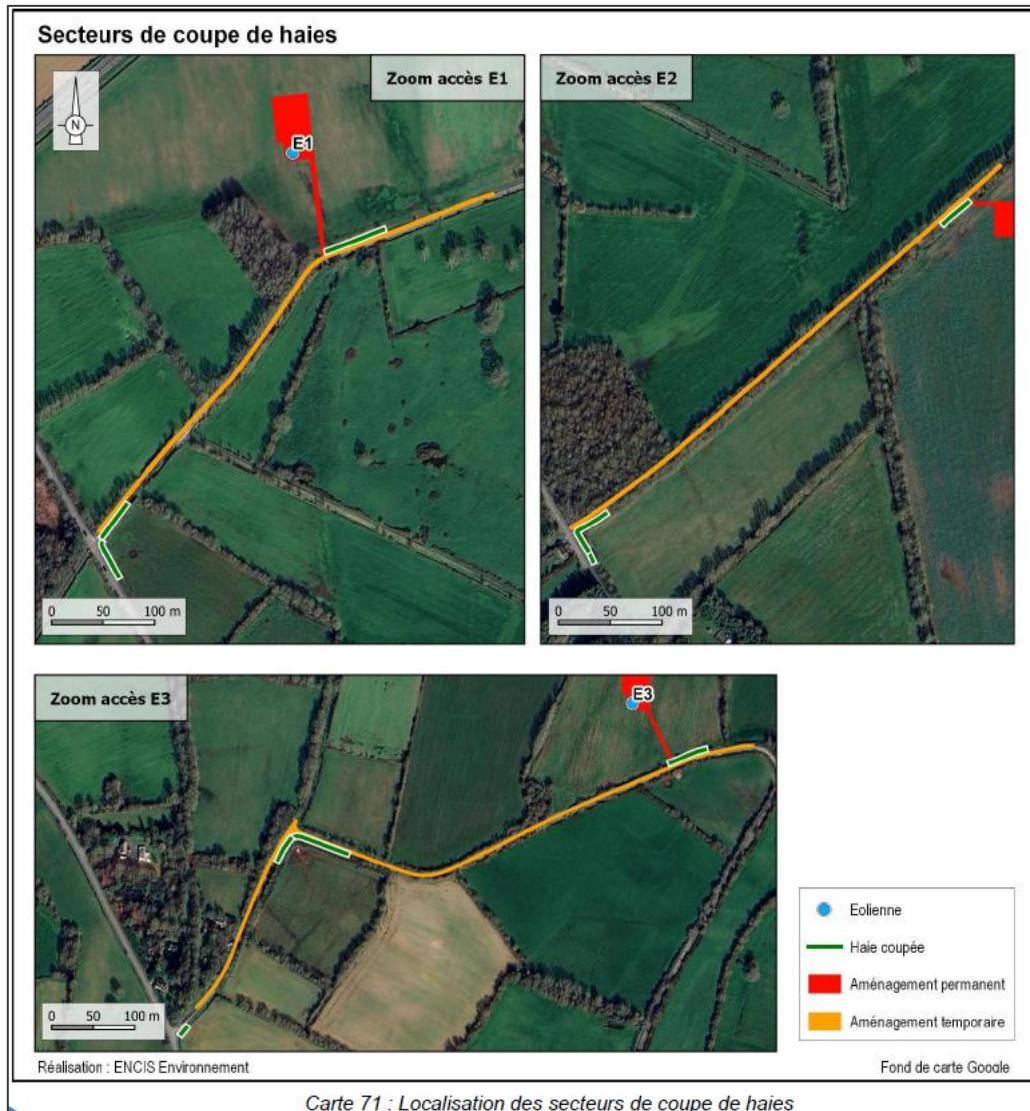 Secteurs de coupe de haies
Zoom accès E1
Zoom accès E2
N
E1
0 50 100 m
0 50 100 m
Zoom accès E3
E3
0 50 100 m
Eolienne
Haie coupée
Aménagement permanent
Aménagement temporaire
Réalisation : ENCIS Environnement
Fond de carte Google
Carte 71 : Localisation des secteurs de coupe de haies